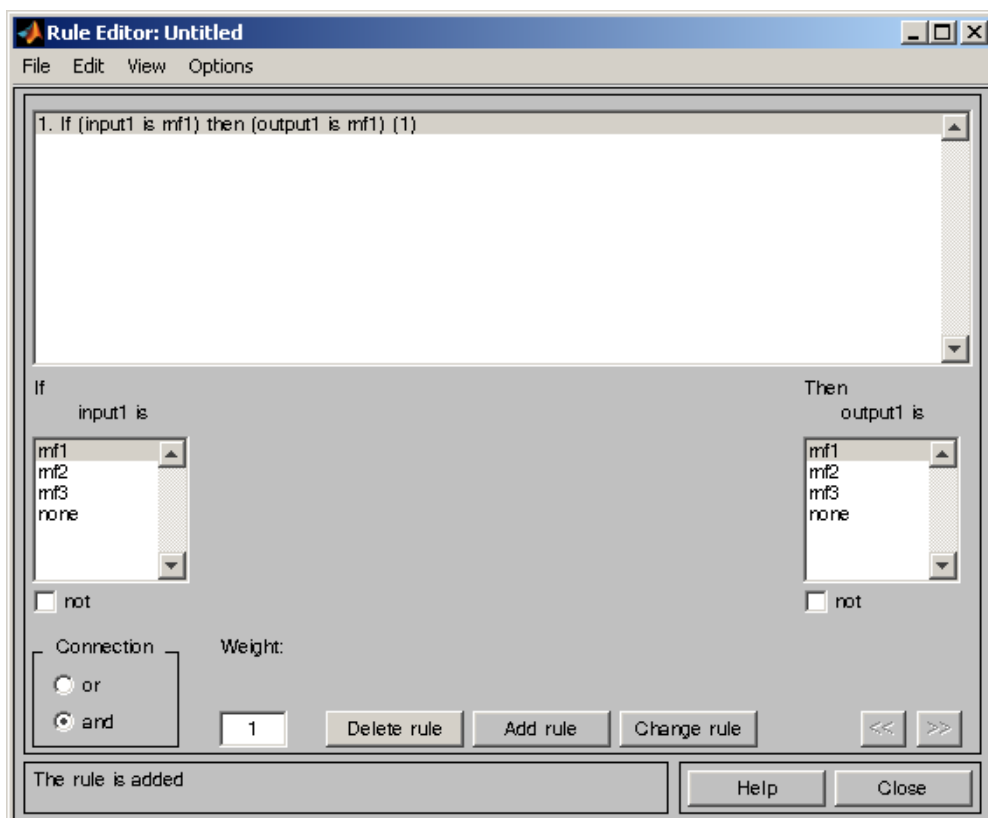 Rule Editor: Untitled
File Edit View Options
1. If (input1 is mf1) then (output1 is mf1) (1)
If
input1 is
mf1
mf2
mf3
none
not
Then
output1 is
mf1
mf2
mf3
none
not
Connection
or
and
Weight:
1
Delete rule
Add rule
Change rule
<<
>>
The rule is added
Help
Close